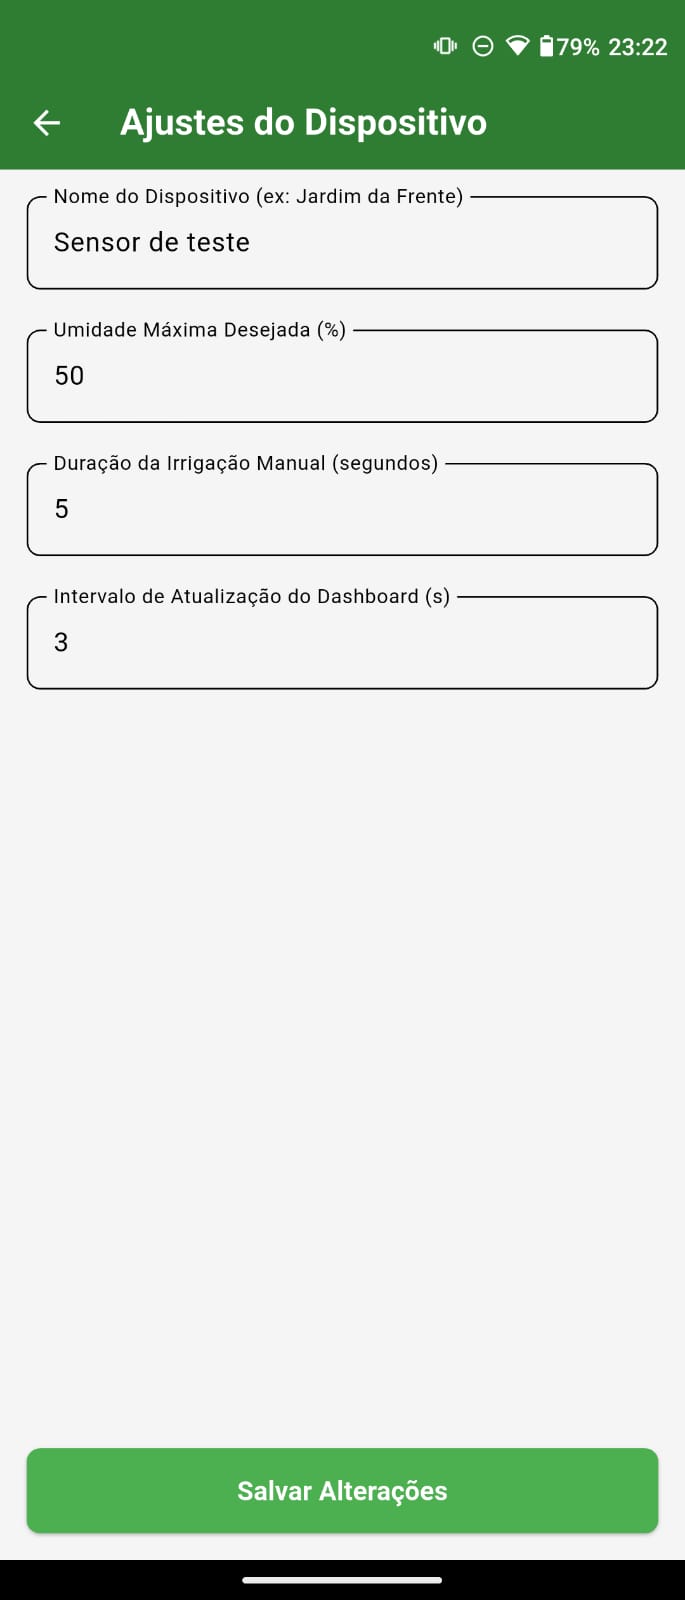 79% 23:22
Ajustes do Dispositivo
Nome do Dispositivo (ex: Jardim da Frente)
Sensor de teste
Umidade Máxima Desejada (%)
50
Duração da Irrigação Manual (segundos)
5
Intervalo de Atualização do Dashboard (s)
3
Salvar Alterações